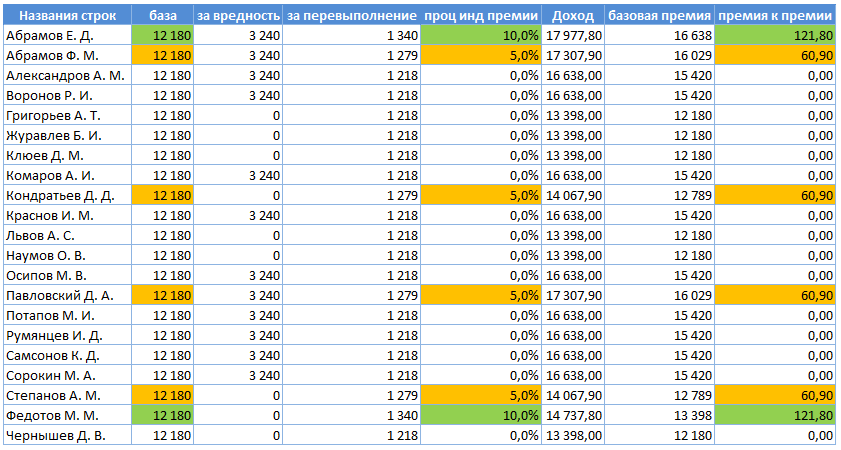 Названия строк база за вредность за перевыполнение проц инд премии Доход базовая премия премия к премии
Абрамов Е. Д. 12 180 3 240 1 340 10,0% 17 977,80 16 638 121,80
Абрамов Ф. М. 12 180 3 240 1 279 5,0% 17 307,90 16 029 60,90
Александров А. М. 12 180 3 240 1 218 0,0% 16 638,00 15 420 0,00
Воронов Р. И. 12 180 3 240 1 218 0,0% 16 638,00 15 420 0,00
Григорьев А. Т. 12 180 0 1 218 0,0% 13 398,00 12 180 0,00
Журавлев Б. И. 12 180 0 1 218 0,0% 13 398,00 12 180 0,00
Клюев Д. М. 12 180 0 1 218 0,0% 13 398,00 12 180 0,00
Комаров А. И. 12 180 3 240 1 218 0,0% 16 638,00 15 420 0,00
Кондратьев Д. Д. 12 180 0 1 279 5,0% 14 067,90 12 789 60,90
Краснов И. М. 12 180 3 240 1 218 0,0% 16 638,00 15 420 0,00
Львов А. С. 12 180 0 1 218 0,0% 13 398,00 12 180 0,00
Наумов О. В. 12 180 0 1 218 0,0% 13 398,00 12 180 0,00
Осипов М. В. 12 180 3 240 1 218 0,0% 16 638,00 15 420 0,00
Павловский Д. А. 12 180 3 240 1 279 5,0% 17 307,90 16 029 60,90
Потапов М. И. 12 180 3 240 1 218 0,0% 16 638,00 15 420 0,00
Румянцев И. Д. 12 180 3 240 1 218 0,0% 16 638,00 15 420 0,00
Самсонов К. Д. 12 180 3 240 1 218 0,0% 16 638,00 15 420 0,00
Сорокин М. А. 12 180 3 240 1 218 0,0% 16 638,00 15 420 0,00
Степанов А. М. 12 180 0 1 279 5,0% 14 067,90 12 789 60,90
Федотов М. М. 12 180 0 1 340 10,0% 14 737,80 13 398 121,80
Чернышев Д. В. 12 180 0 1 218 0,0% 13 398,00 12 180 0,00